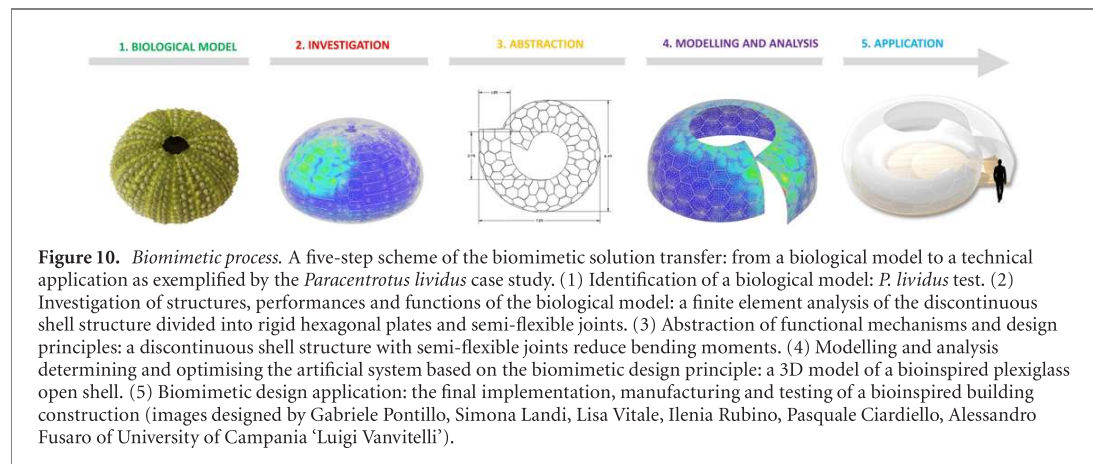 1. BIOLOGICAL MODEL 2. INVESTIGATION 3. ABSTRACTION 4. MODELLING AND ANALYSIS 5. APPLICATION
Figure 10. Biomimetic process. A five-step scheme of the biomimetic solution transfer: from a biological model to a technical
application as exemplified by the Paracentrotus lividus case study. (1) Identification of a biological model: P. lividus test. (2)
Investigation of structures, performances and functions of the biological model: a finite element analysis of the discontinuous
shell structure divided into rigid hexagonal plates and semi-flexible joints. (3) Abstraction of functional mechanisms and design
principles: a discontinuous shell structure with semi-flexible joints reduce bending moments. (4) Modelling and analysis
determining and optimising the artificial system based on the biomimetic design principle: a 3D model of a bioinspired plexiglass
open shell. (5) Biomimetic design application: the final implementation, manufacturing and testing of a bioinspired building
construction (images designed by Gabriele Pontillo, Simona Landi, Lisa Vitale, Ilenia Rubino, Pasquale Ciardiello, Alessandro
Fusaro of University of Campania ‘Luigi Vanvitelli’).